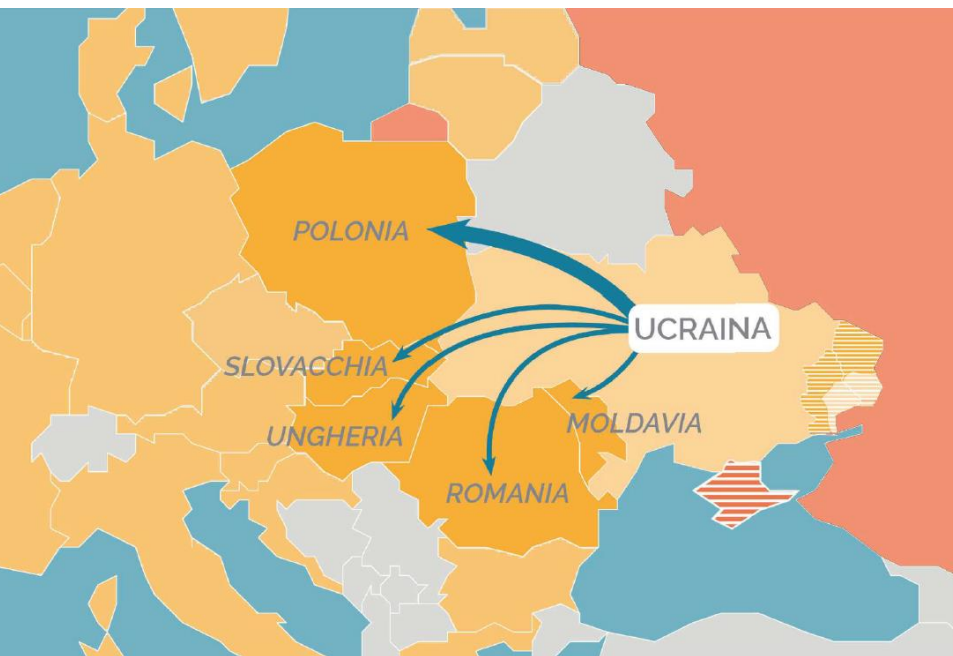 POLONIA
UCRAINA
SLOVACCHIA
UNGHERIA
MOLDAVIA
ROMANIA